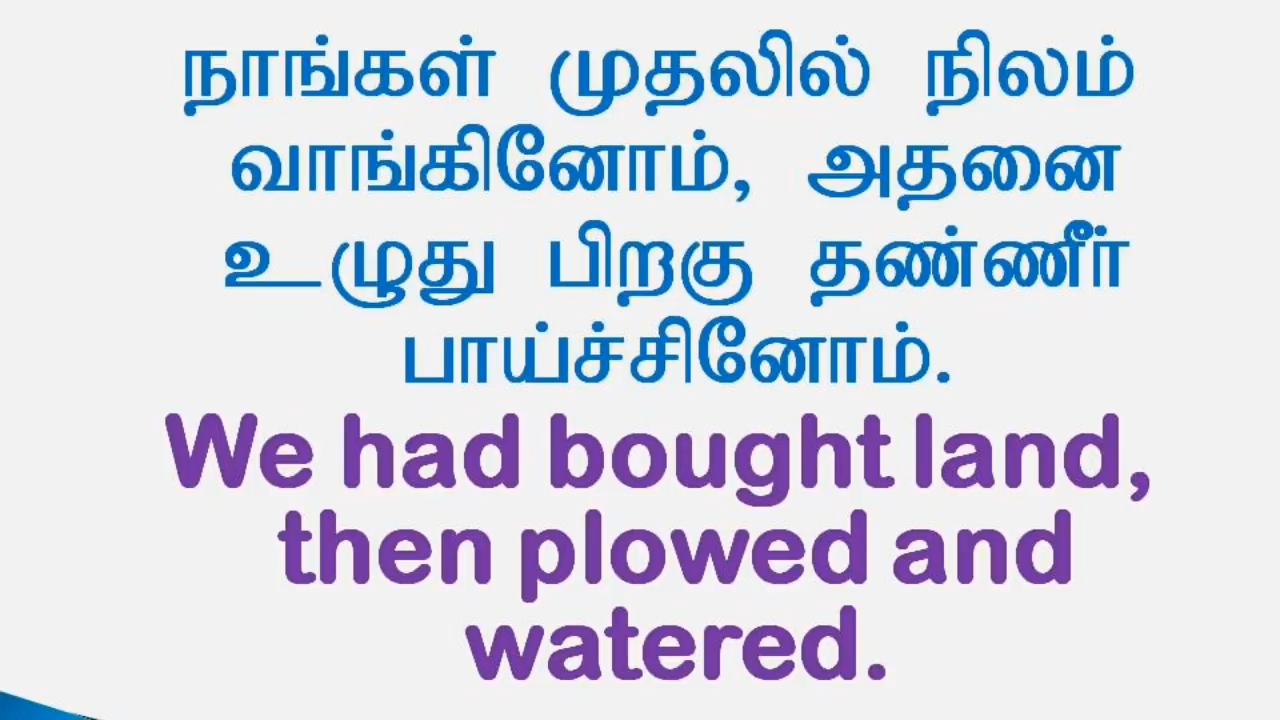 நாங்கள் முதலில் நிலம்
வாங்கினோம், அதனை
உழுது பிறகு தண்ணீர்
பாய்ச்சினோம்.
We had bought land,
then plowed and
watered.